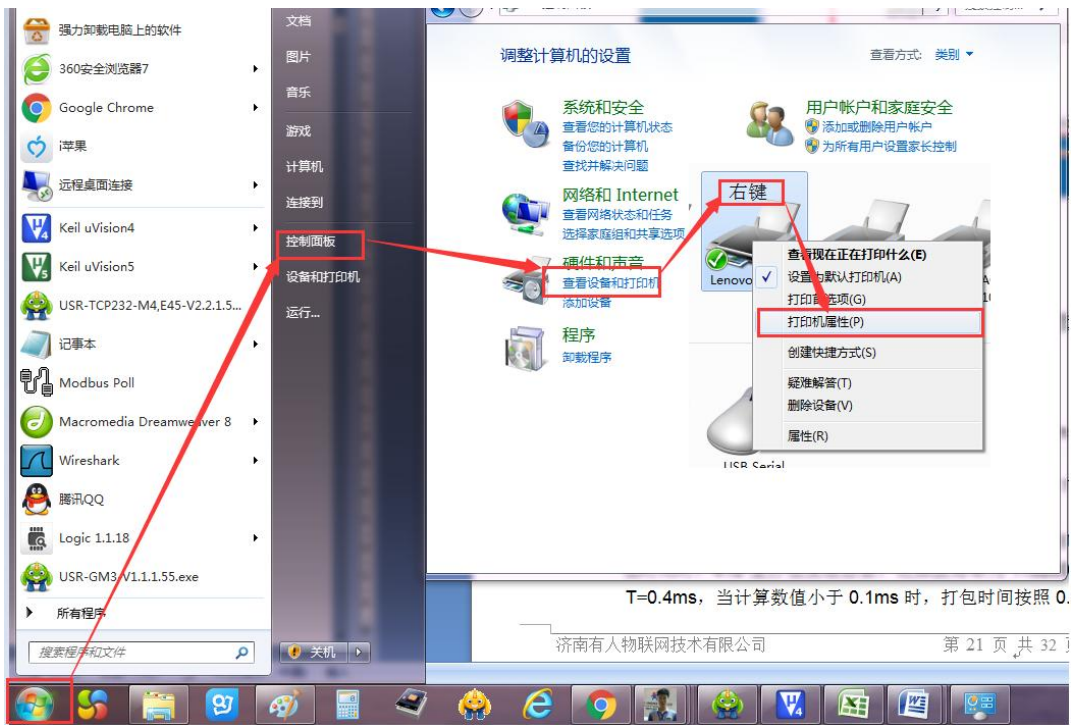 强力卸载电脑上的软件
360安全浏览器7
Google Chrome
i苹果
远程桌面连接
Keil uVision4
Keil uVision5
USR-TCP232-M4,E45-V2.2.1.5...
记事本
Modbus Poll
Macromedia Dreamweaver 8
Wireshark
腾讯QQ
Logic 1.1.18
USR-GM3-V1.1.1.55.exe
所有程序
搜索程序和文件
文档
图片
音乐
游戏
计算机
连接到
控制面板
设备和打印机
运行...
关机
调整计算机的设置
查看方式: 类别
系统和安全
查看您的计算机状态
备份您的计算机
查找并解决问题
网络和 Internet
查看网络状态和任务
选择家庭组和共享选项
硬件和声音
查看设备和打印机
添加设备
程序
卸载程序
用户帐户和家庭安全
添加或删除用户帐户
为所有用户设置家长控制
右键
Lenovo
查看现在正在打印什么(E)
设置为默认打印机(A)
打印首选项(G)
打印机属性(P)
创建快捷方式(S)
疑难解答(T)
删除设备(V)
属性(R)
USB Serial
T=0.4ms，当计算数值小于 0.1ms 时，打包时间按照 0.
济南有人物联网技术有限公司
第 21 页 共 32